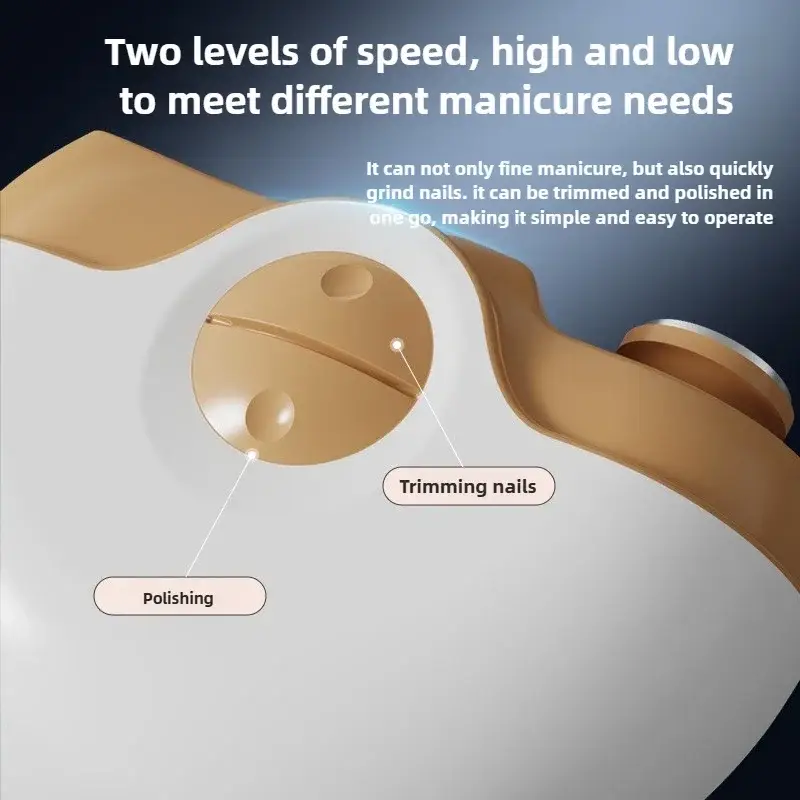 Two levels of speed, high and low
to meet different manicure needs
It can not only fine manicure, but also quickly
grind nails. it can be trimmed and polished in
one go, making it simple and easy to operate
Trimming nails
Polishing